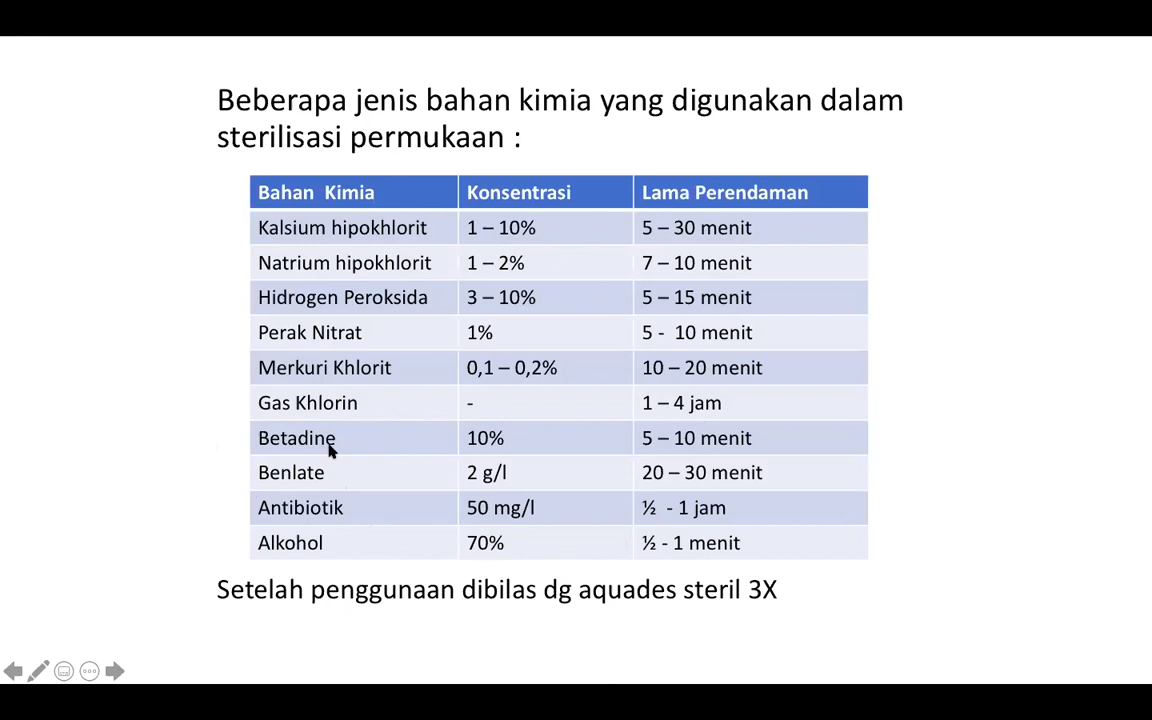 Beberapa jenis bahan kimia yang digunakan dalam
sterilisasi permukaan :
Bahan Kimia Konsentrasi Lama Perendaman
Kalsium hipokhlorit 1 – 10% 5 – 30 menit
Natrium hipokhlorit 1 – 2% 7 – 10 menit
Hidrogen Peroksida 3 – 10% 5 – 15 menit
Perak Nitrat 1% 5 - 10 menit
Merkuri Khlorit 0,1 – 0,2% 10 – 20 menit
Gas Khlorin - 1 – 4 jam
Betadine 10% 5 – 10 menit
Benlate 2 g/l 20 – 30 menit
Antibiotik 50 mg/l ½ - 1 jam
Alkohol 70% ½ - 1 menit
Setelah penggunaan dibilas dg aquades steril 3X